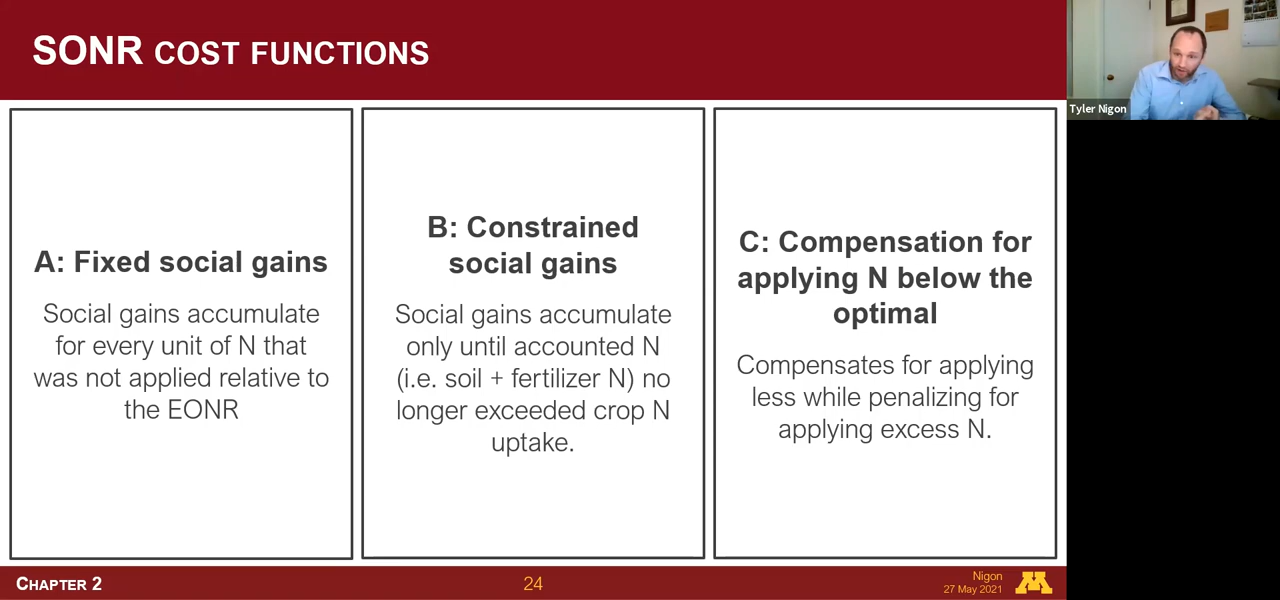 SONR COST FUNCTIONS
Tyler Nigon
A: Fixed social gains
Social gains accumulate
for every unit of N that
was not applied relative to
the EONR
B: Constrained
social gains
Social gains accumulate
only until accounted N
(i.e. soil + fertilizer N) no
longer exceeded crop N
uptake.
C: Compensation for
applying N below the
optimal
Compensates for applying
less while penalizing for
applying excess N.
CHAPTER 2
24
Nigon
27 May 2021
M